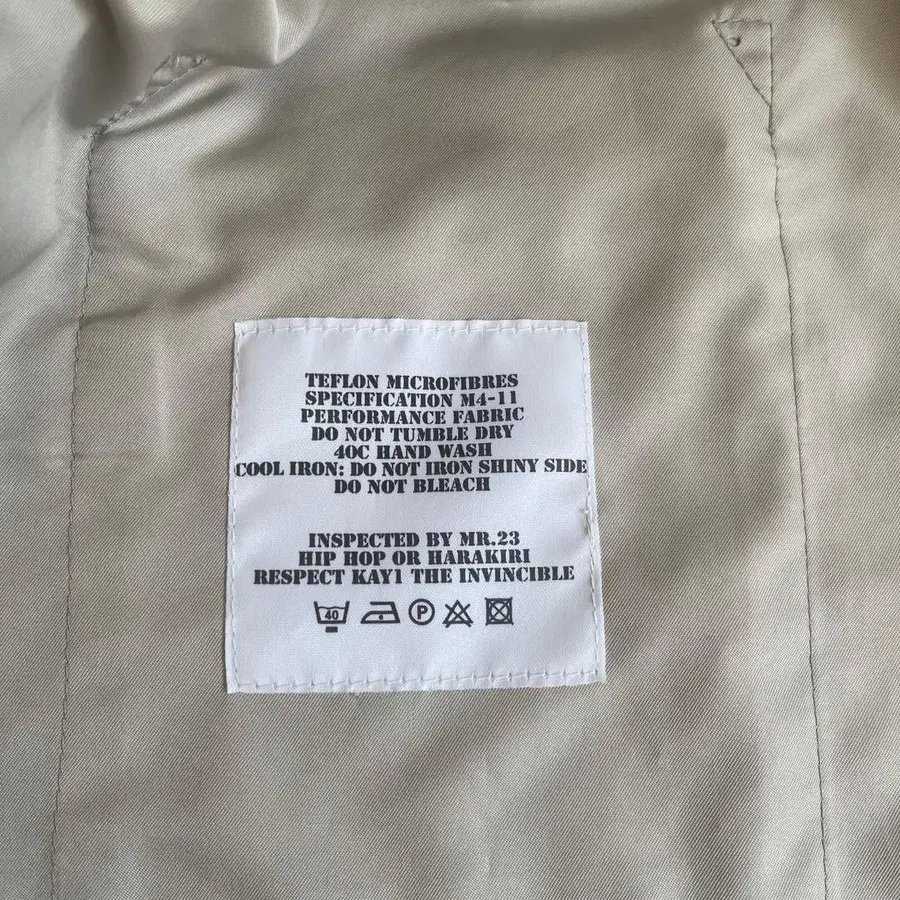 TEFLON MICROFIBRES
SPECIFICATION M4-11
PERFORMANCE FABRIC
DO NOT TUMBLE DRY
40C HAND WASH
COOL IRON: DO NOT IRON SHINY SIDE
DO NOT BLEACH
INSPECTED BY MR.23
HIP HOP OR HARAKIRI
RESPECT KAY1 THE INVINCIBLE
40 P